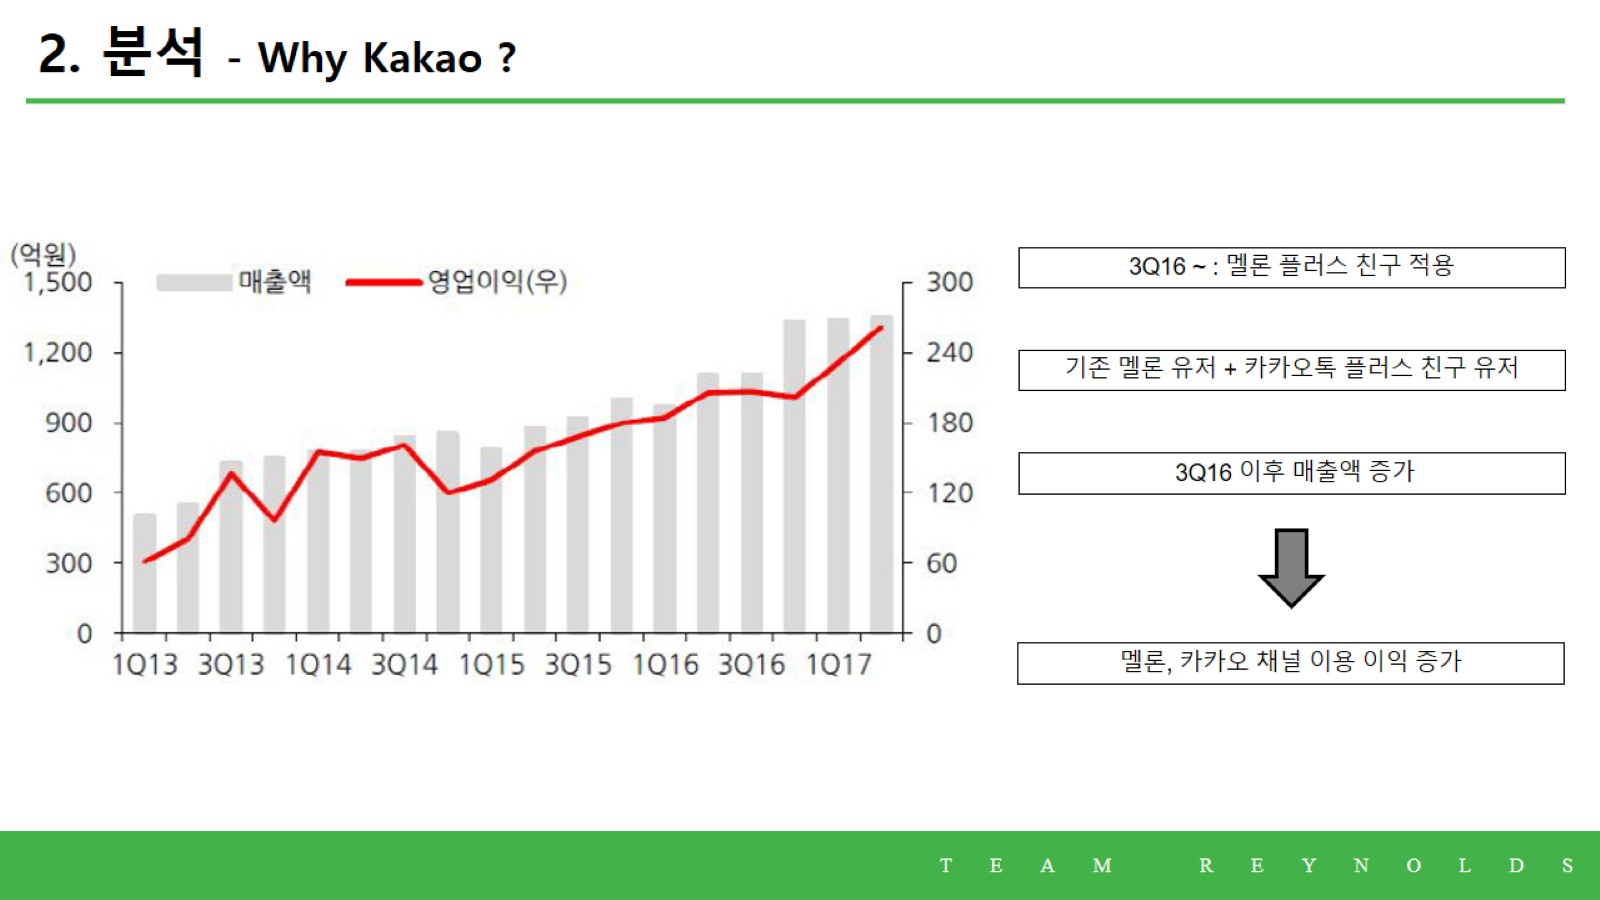 2. 분석 - Why Kakao ?
(억원)
매출액
영업이익(우)
1,500
1,200
900
600
300
0
300
240
180
120
60
0
1Q13 3Q13 1Q14 3Q14 1Q15 3Q15 1Q16 3Q16 1Q17
3Q16 ~ : 멜론 플러스 친구 적용
기존 멜론 유저 + 카카오톡 플러스 친구 유저
3Q16 이후 매출액 증가
멜론, 카카오 채널 이용 이익 증가
TEAM REYNOLDS